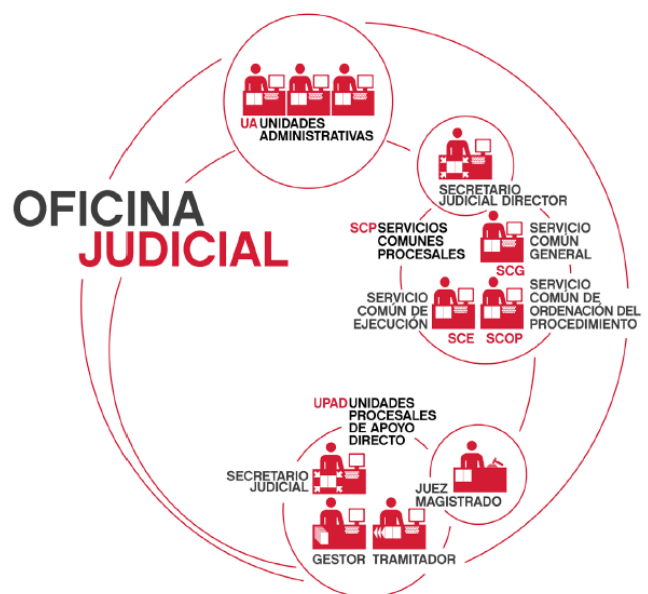 UA UNIDADES
ADMINISTRATIVAS
OFICINA
JUDICIAL
SECRETARIO
JUDICIAL DIRECTOR
SCP SERVICIOS
COMUNES
PROCESALES
SERVICIO
COMÚN
GENERAL
SCG
SERVICIO
COMÚN DE
EJECUCIÓN
SCE
SERVICIO
COMÚN DE
ORDENACIÓN DEL
PROCEDIMIENTO
SCOP
UPAD UNIDADES
PROCESALES
DE APOYO
DIRECTO
SECRETARIO
JUDICIAL
JUEZ
MAGISTRADO
GESTOR
TRAMITADOR